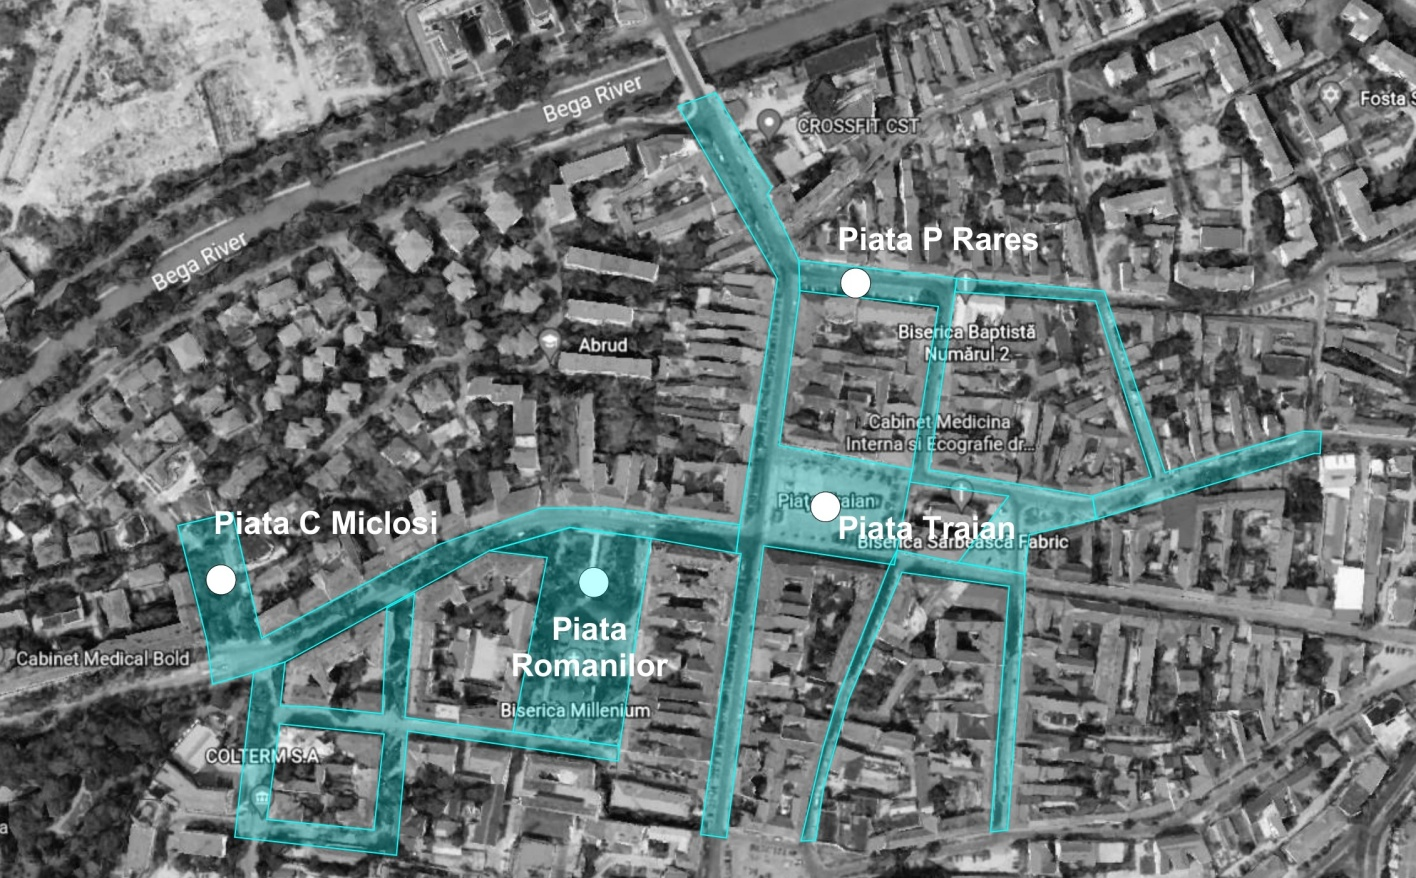 Bega River
CROSSFIT CST
Fosta S
Bega River
Piata P Rares
Biserica Baptistă
Numărul 2
Abrud
Cabinet Medicina
Interna si Ecografie dr...
Piața Traian
Piata C Miclosi
Piata Traian
Biserica Sârbească Fabric
Piata
Romanilor
Cabinet Medical Bold
Biserica Millenium
COLTERM S.A.
a